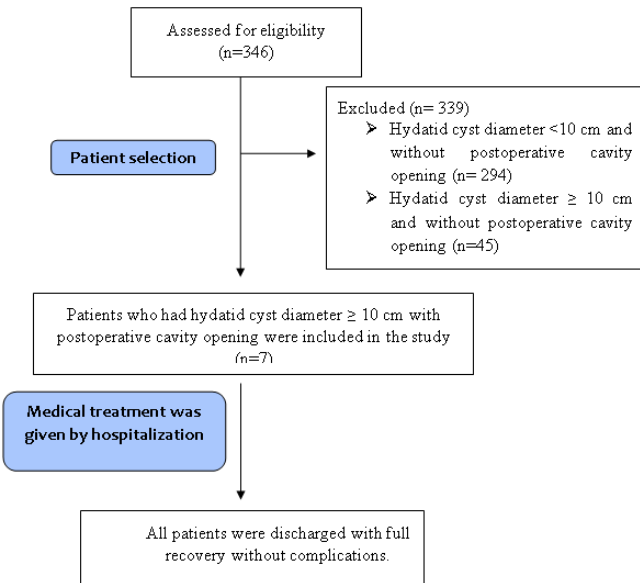 Assessed for eligibility
(n=346)
Excluded (n= 339)
➤ Hydatid cyst diameter <10 cm and
without postoperative cavity
opening (n= 294)
➤ Hydatid cyst diameter ≥ 10 cm
and without postoperative cavity
opening (n=45)
Patient selection
Patients who had hydatid cyst diameter ≥ 10 cm with
postoperative cavity opening were included in the study
(n=7)
Medical treatment was
given by hospitalization
All patients were discharged with full
recovery without complications.